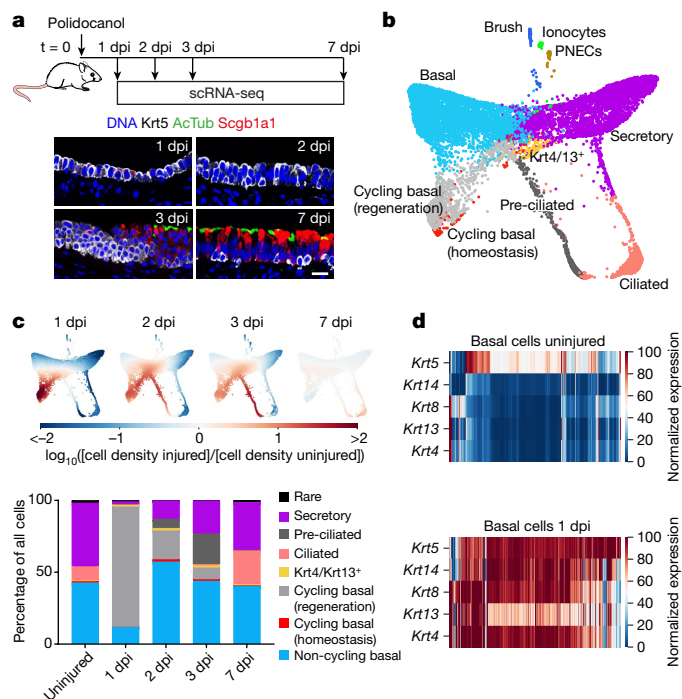 a
Polidocanol
t = 0
1 dpi 2 dpi 3 dpi 7 dpi
scRNA-seq
DNA Krt5 AcTub Scgb1a1
1 dpi 2 dpi
3 dpi 7 dpi
b
Brush
Ionocytes
PNECs
Basal
Secretory
Krt4/13+
Cycling basal
(regeneration)
Pre-ciliated
Cycling basal
(homeostasis)
Ciliated
c
1 dpi 2 dpi 3 dpi 7 dpi
<–2 –1 0 1 >2
log10([cell density injured]/[cell density uninjured])
Percentage of all cells
100
50
0
Uninjured 1 dpi 2 dpi 3 dpi 7 dpi
Rare
Secretory
Pre-ciliated
Ciliated
Krt4/Krt13+
Cycling basal
(regeneration)
Cycling basal
(homeostasis)
Non-cycling basal
d
Basal cells uninjured
Krt5
Krt14
Krt8
Krt13
Krt4
100
80
60
40
20
0
Normalized expression
Basal cells 1 dpi
Krt5
Krt14
Krt8
Krt13
Krt4
100
80
60
40
20
0
Normalized expression